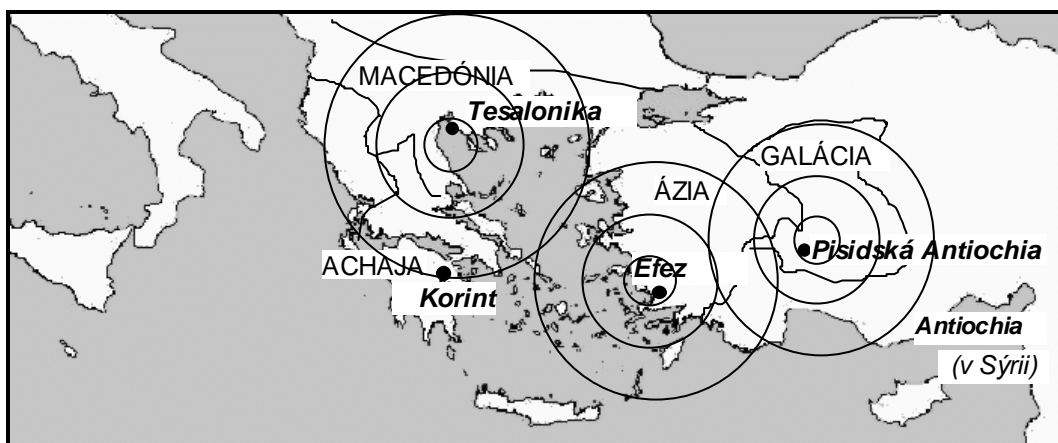 MACEDÓNIA
Tesalonika
GALÁCIA
ÁZIA
Pisidská Antiochia
ACHAJA
Efez
Korint
Antiochia
(v Sýrii)